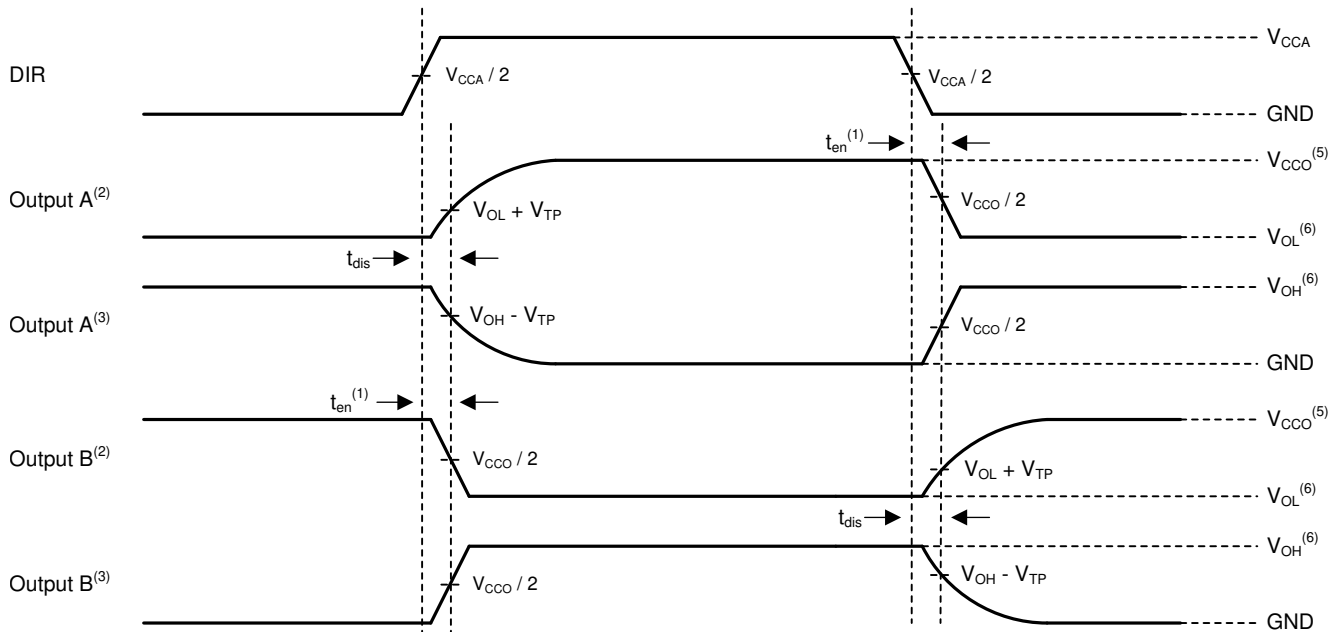 V_CCA
DIR
V_CCA / 2
V_CCA / 2
GND
t_en^(1)
V_CCO^(5)
Output A^(2)
V_OL + V_TP
V_CCO / 2
V_OL^(6)
t_dis
V_OH^(6)
Output A^(3)
V_OH - V_TP
V_CCO / 2
GND
t_en^(1)
V_CCO^(5)
Output B^(2)
V_CCO / 2
V_OL + V_TP
V_OL^(6)
t_dis
V_OH^(6)
Output B^(3)
V_CCO / 2
V_OH - V_TP
GND